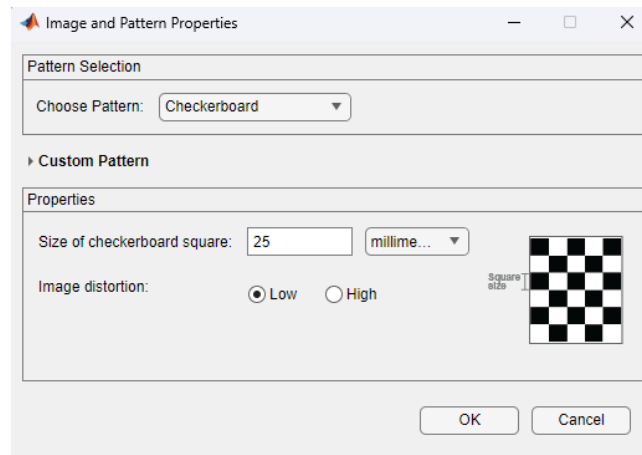 Image and Pattern Properties
Pattern Selection
Choose Pattern: Checkerboard
Custom Pattern
Properties
Size of checkerboard square: 25 millime...
Square
size
Image distortion: Low High
OK Cancel